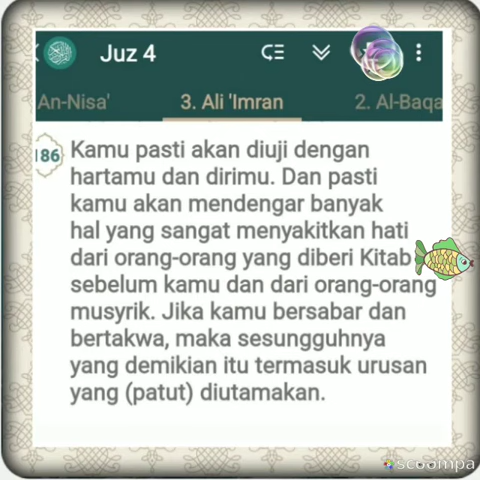 Juz 4
An-Nisa'
3. Ali 'Imran
2. Al-Baqa
186
Kamu pasti akan diuji dengan
hartamu dan dirimu. Dan pasti
kamu akan mendengar banyak
hal yang sangat menyakitkan hati
dari orang-orang yang diberi Kitab
sebelum kamu dan dari orang-orang
musyrik. Jika kamu bersabar dan
bertakwa, maka sesungguhnya
yang demikian itu termasuk urusan
yang (patut) diutamakan.
scoompa